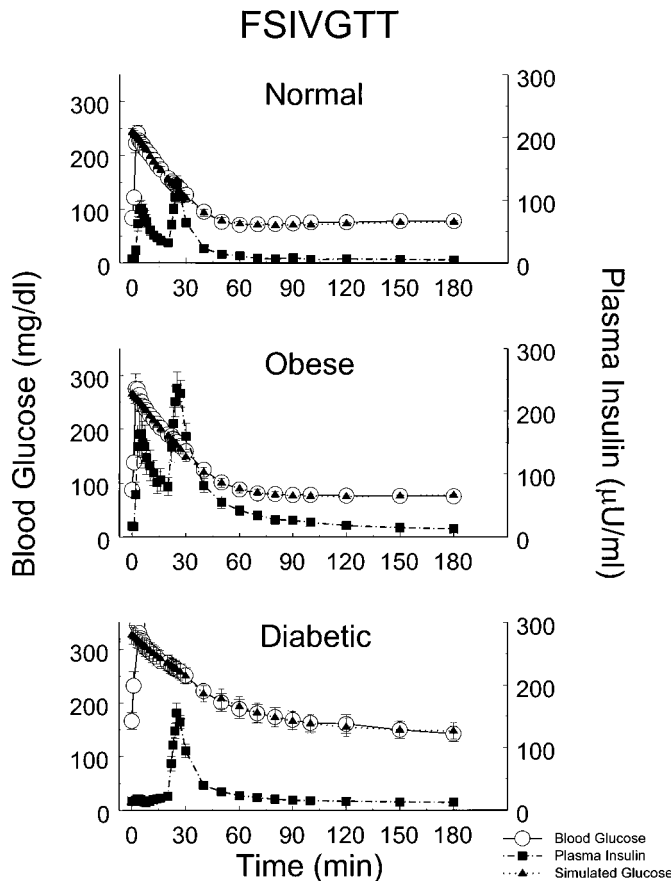 FSIVGTT
Normal
300
200
100
0
300
200
100
0
0 30 60 90 120 150 180
Blood Glucose (mg/dl)
Plasma Insulin (μU/ml)
Obese
300
200
100
0
300
200
100
0
0 30 60 90 120 150 180
Diabetic
300
200
100
0
300
200
100
0
0 30 60 90 120 150 180
Time (min)
Blood Glucose
Plasma Insulin
Simulated Glucose